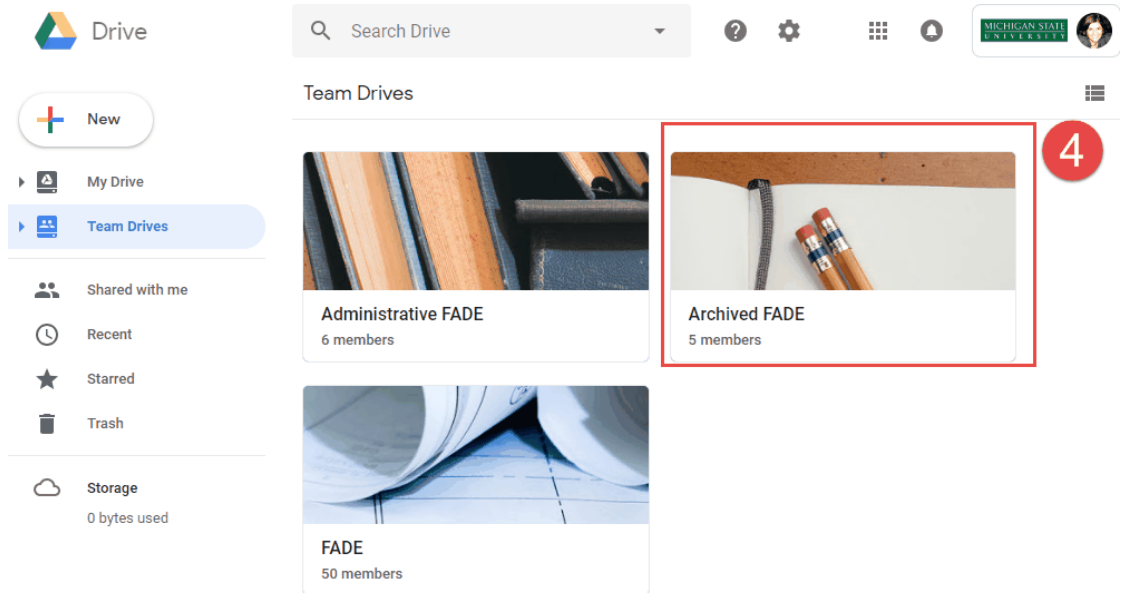 Drive
Search Drive
MICHIGAN STATE
UNIVERSITY
Team Drives
New
4
My Drive
Team Drives
Shared with me
Recent
Starred
Trash
Storage
0 bytes used
Administrative FADE
6 members
Archived FADE
5 members
FADE
50 members